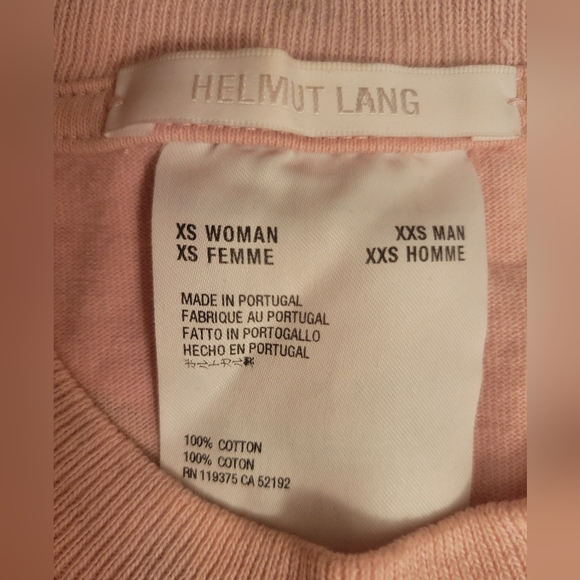 HELMUT LANG
XS WOMAN XXS MAN
XS FEMME XXS HOMME
MADE IN PORTUGAL
FABRIQUÉ AU PORTUGAL
FATTO IN PORTOGALLO
HECHO EN PORTUGAL
100% COTTON
100% COTON
RN 119375 CA 52192